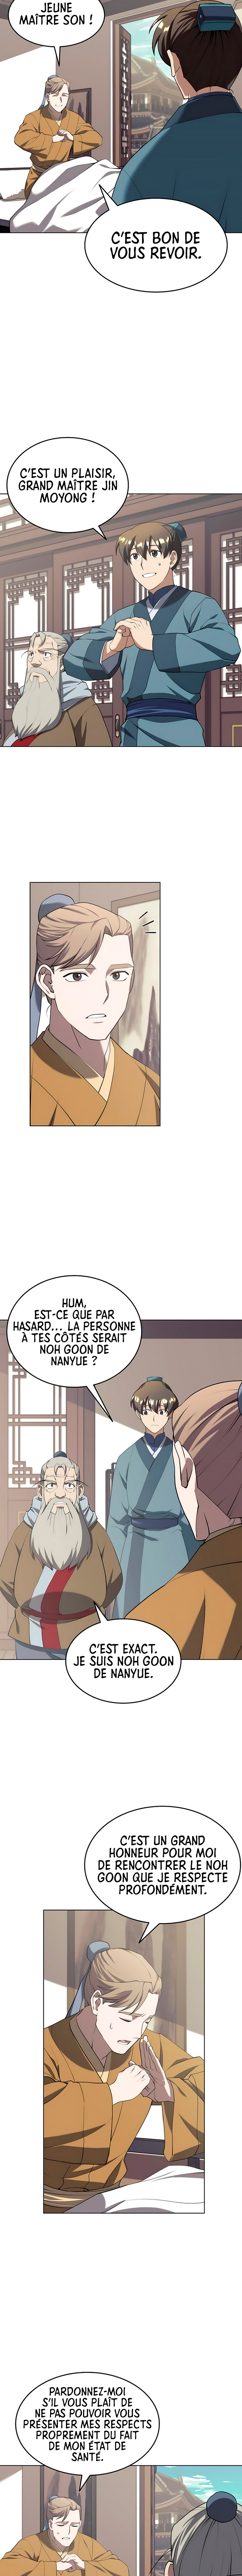 JEUNE
MAÎTRE SON !
C'EST BON DE
VOUS REVOIR.
C'EST UN PLAISIR,
GRAND MAÎTRE JIN
MOYONG !
HUM,
EST-CE QUE PAR
HASARD... LA PERSONNE
À TES CÔTÉS SERAIT
NOH GOON DE
NANYUE ?
C'EST EXACT.
JE SUIS NOH GOON
DE NANYUE.
C'EST UN GRAND
HONNEUR POUR MOI
DE RENCONTRER LE NOH
GOON QUE JE RESPECTE
PROFONDÉMENT.
PARDONNEZ-MOI
S'IL VOUS PLAÎT DE
NE PAS POUVOIR VOUS
PRÉSENTER MES RESPECTS
PROPREMENT DU FAIT
DE MON ÉTAT DE
SANTÉ.